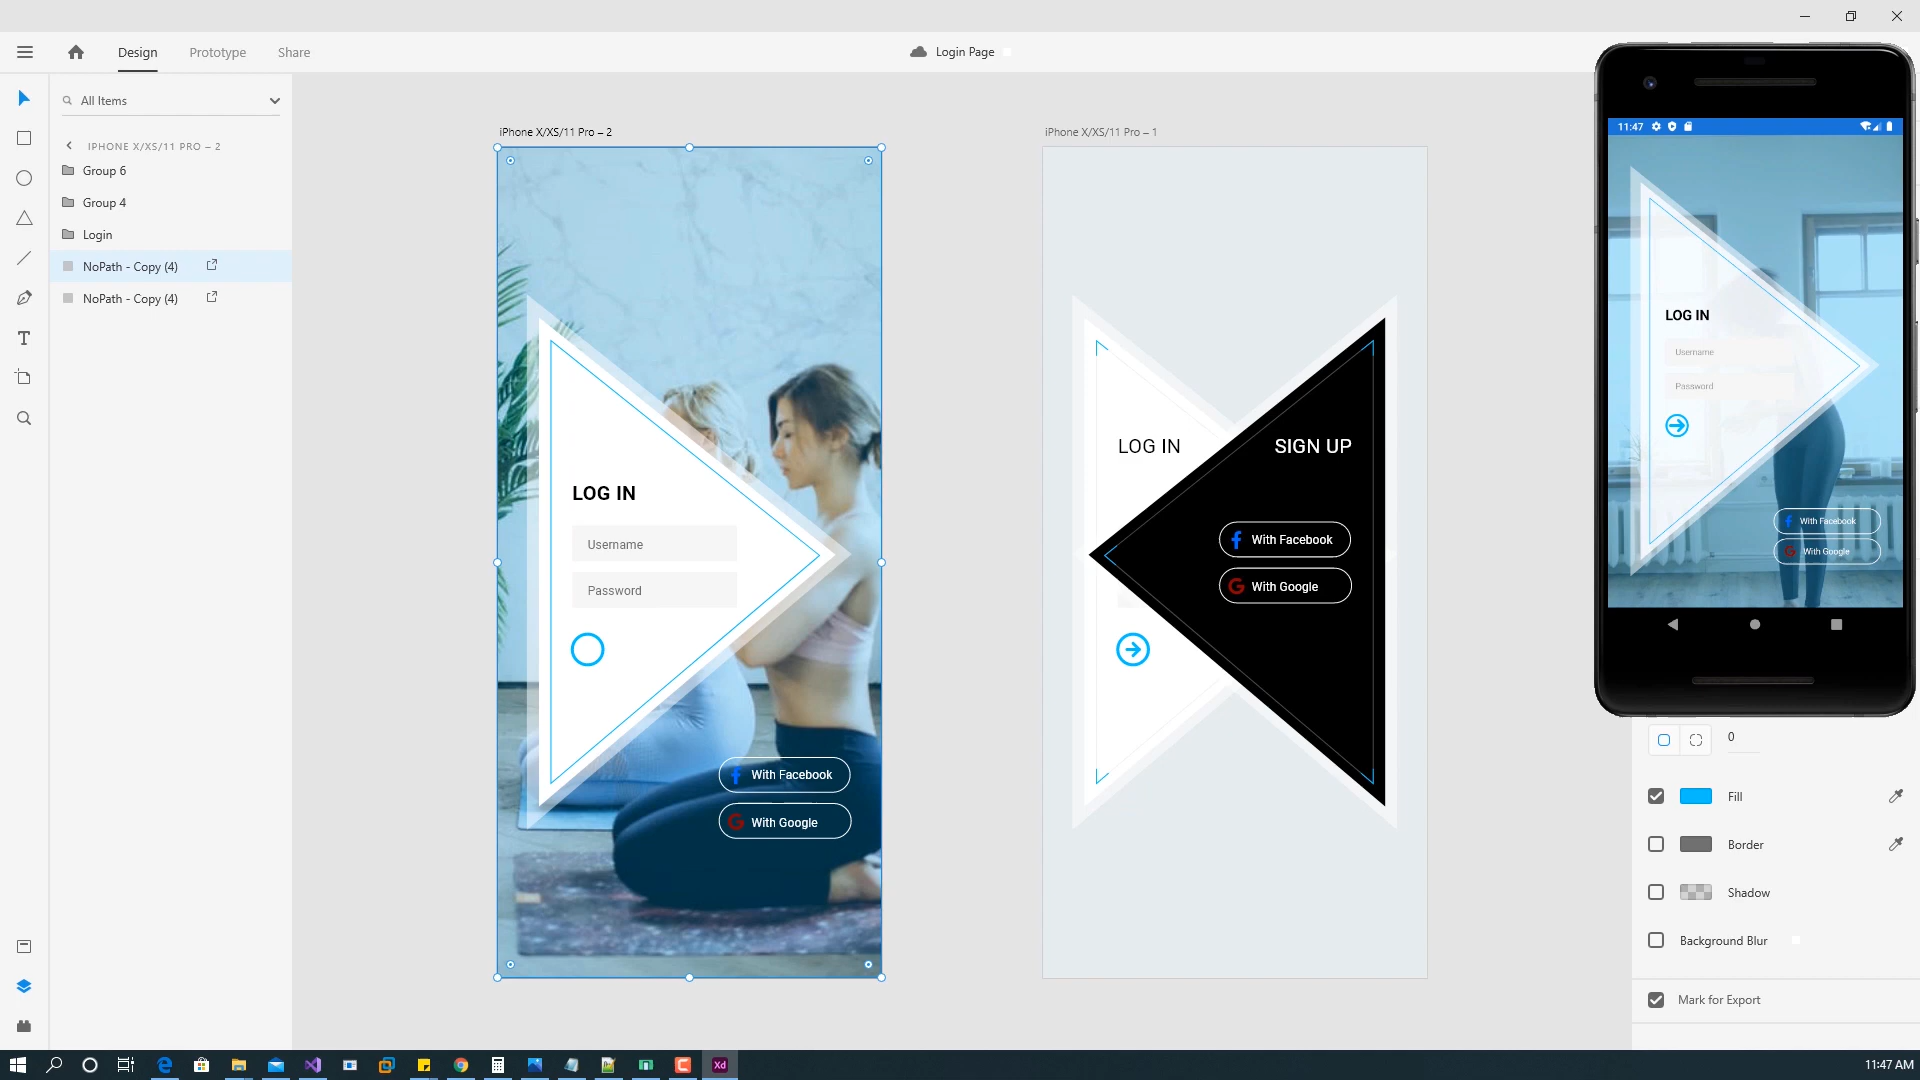 Design
Prototype
Share
Login Page
All Items
IPHONE X/XS/11 PRO – 2
Group 6
Group 4
Login
NoPath - Copy (4)
NoPath - Copy (4)
iPhone X/XS/11 Pro – 2
LOG IN
Username
Password
With Facebook
With Google
iPhone X/XS/11 Pro – 1
LOG IN
SIGN UP
With Facebook
With Google
11:47
LOG IN
Username
Password
With Facebook
With Google
0
Fill
Border
Shadow
Background Blur
Mark for Export
Xd
11:47 AM